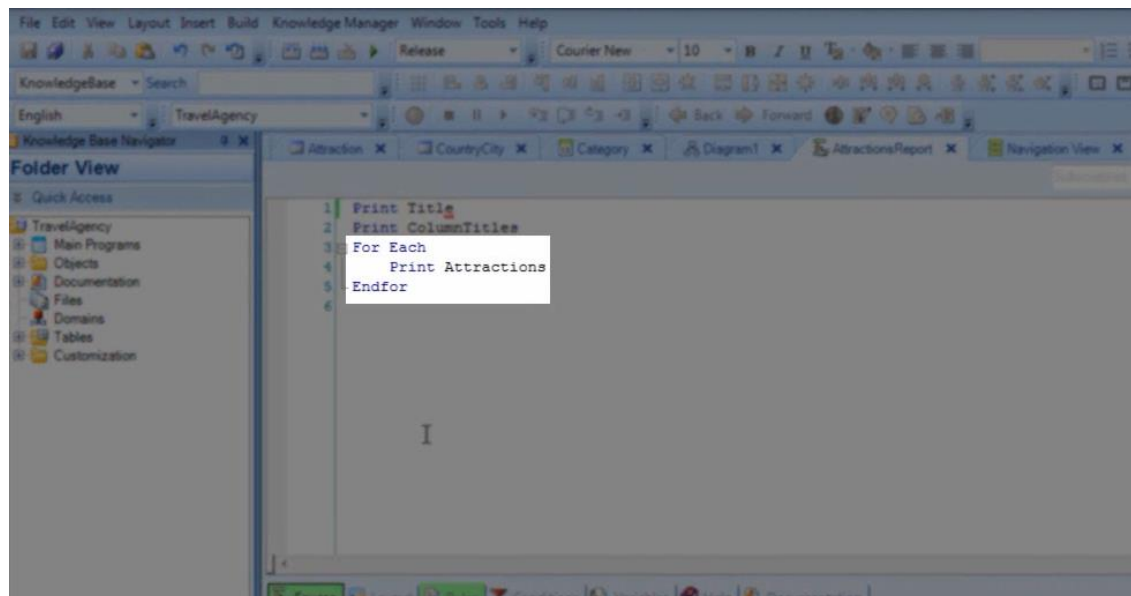 File Edit View Layout Insert Build Knowledge Manager Window Tools Help
Release Courier New 10 B I U
KnowledgeBase Search
English TravelAgency Back Forward
Knowledge Base Navigator
Attraction CountryCity Category Diagram1 AttractionsReport Navigation View
Folder View
Quick Access
TravelAgency
Main Programs
Objects
Documentation
Files
Domains
Tables
Customization
1 Print Title
2 Print ColumnTitles
3 For Each
4 Print Attractions
5 Endfor
6